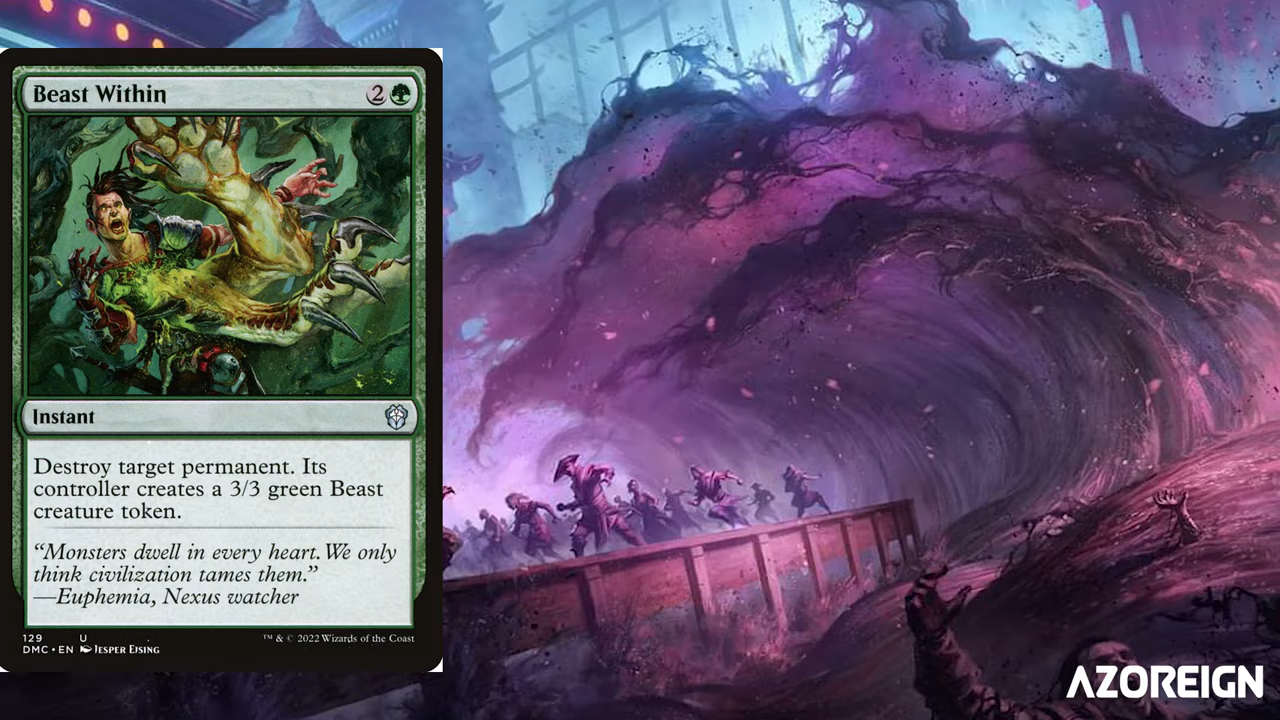 Beast Within
2
Instant
Destroy target permanent. Its
controller creates a 3/3 green Beast
creature token.
“Monsters dwell in every heart. We only
think civilization tames them.”
—Euphemia, Nexus watcher
129 U
™ & © 2022 Wizards of the Coast
DMC • EN Jesper Ejsing
AZOREIGN